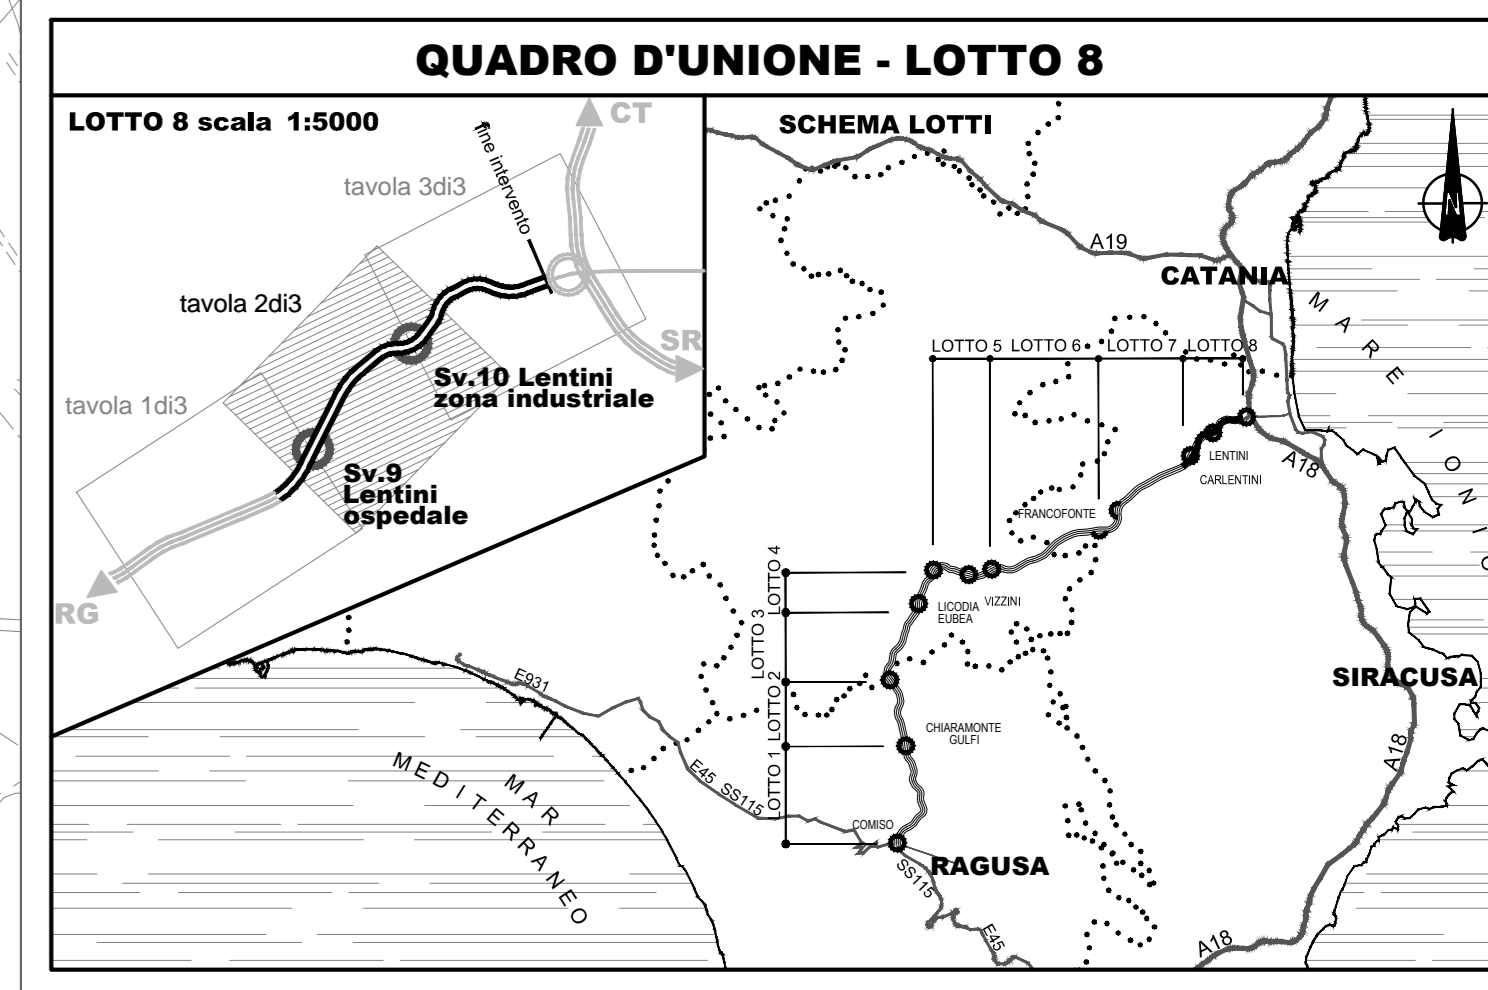 QUADRO D'UNIONE - LOTTO 8
LOTTO 8 scala 1:5000
CT
fine intervento
tavola 3di3
tavola 2di3
SR
Sv.10 Lentini
zona industriale
tavola 1di3
Sv.9
Lentini
ospedale
RG
SCHEMA LOTTI
N
A19
CATANIA
MARE IONIO
LOTTO 5
LOTTO 6
LOTTO 7
LOTTO 8
LENTINI
CARLENTINI
A18
FRANCOFONTE
LOTTO 4
LOTTO 3
LOTTO 2
LOTTO 1
VIZZINI
LICODIA
EUBEA
SIRACUSA
E931
CHIARAMONTE
GULFI
A18
MAR
MEDITERRANEO
E45 SS115
COMISO
RAGUSA
SS115
E45
A18